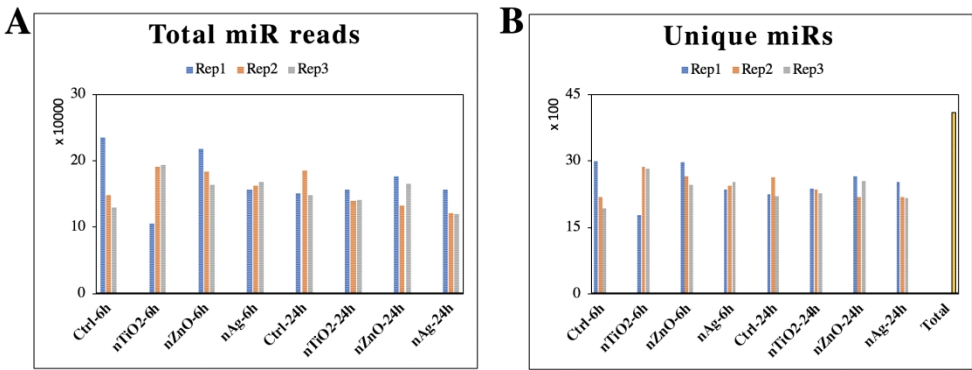 A
Total miR reads
Rep1 Rep2 Rep3
x 10000
30
20
10
0
Ctrl-6h
nTiO2-6h
nZnO-6h
nAg-6h
Ctrl-24h
nTiO2-24h
nZnO-24h
nAg-24h
B
Unique miRs
Rep1 Rep2 Rep3
x 100
45
30
15
0
Ctrl-6h
nTiO2-6h
nZnO-6h
nAg-6h
Ctrl-24h
nTiO2-24h
nZnO-24h
nAg-24h
Total